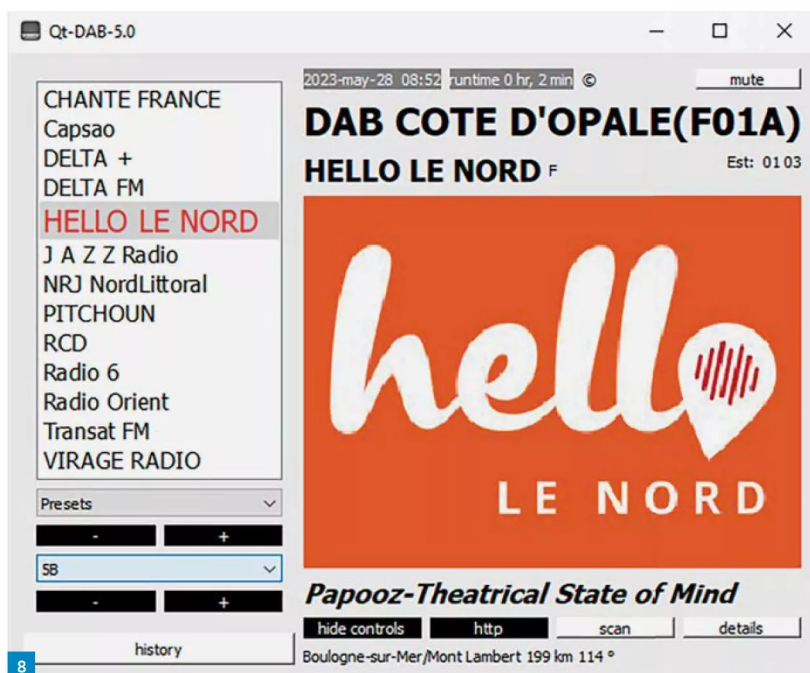 Qt-DAB-5.0
CHANTE FRANCE
Capsao
DELTA +
DELTA FM
HELLO LE NORD
J A Z Z Radio
NRJ NordLittoral
PITCHOUN
RCD
Radio 6
Radio Orient
Transat FM
VIRAGE RADIO
Presets
- +
5B
- +
history
2023-may-28 08:52 runtime 0 hr, 2 min © mute
DAB COTE D'OPALE(F01A)
HELLO LE NORD F Est: 01 03
hello
LE NORD
Papooz-Theatrical State of Mind
hide controls http scan details
Boulogne-sur-Mer/Mont Lambert 199 km 114 °
8